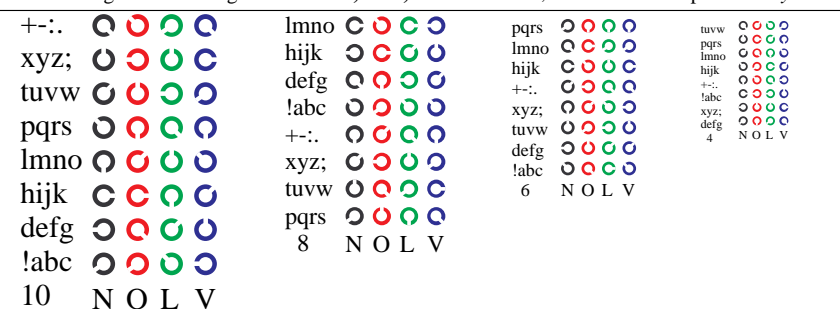 +-:.
xyz;
tuvw
pqrs
lmno
hijk
defg
!abc
10 N O L V
lmno
hijk
defg
!abc
+-:.
xyz;
tuvw
pqrs
8 N O L V
pqrs
lmno
hijk
+-:.
xyz;
tuvw
defg
!abc
6 N O L V
tuvw
pqrs
lmno
hijk
+-:.
!abc
xyz;
defg
4 N O L V